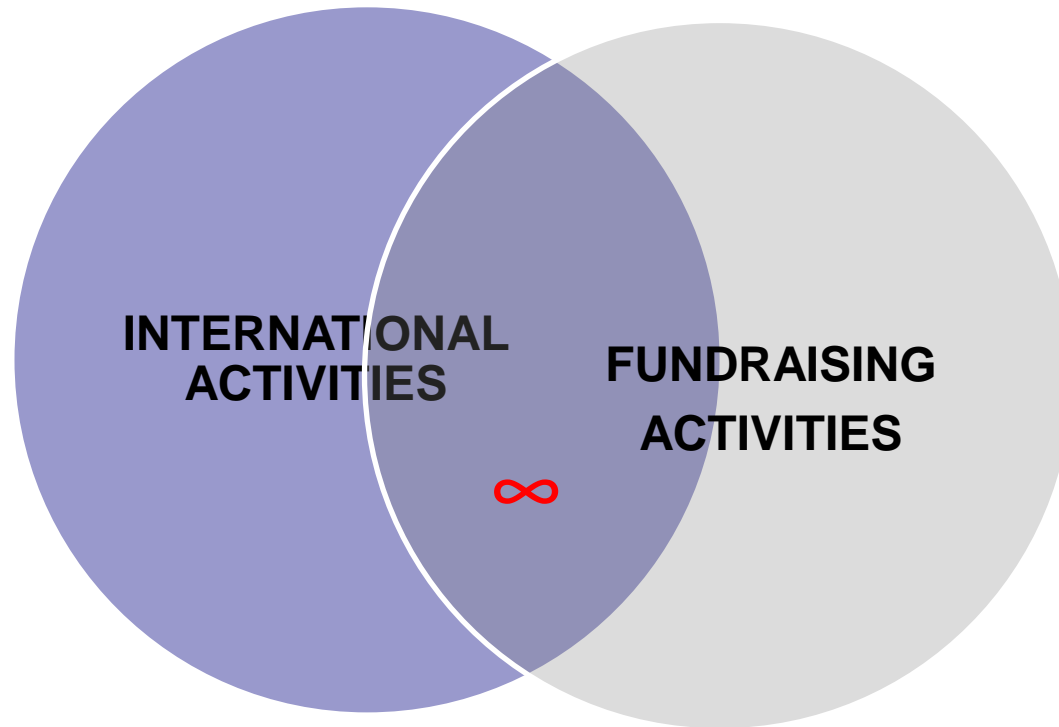 INTERNATIONAL
ACTIVITIES
FUNDRAISING
ACTIVITIES
∞